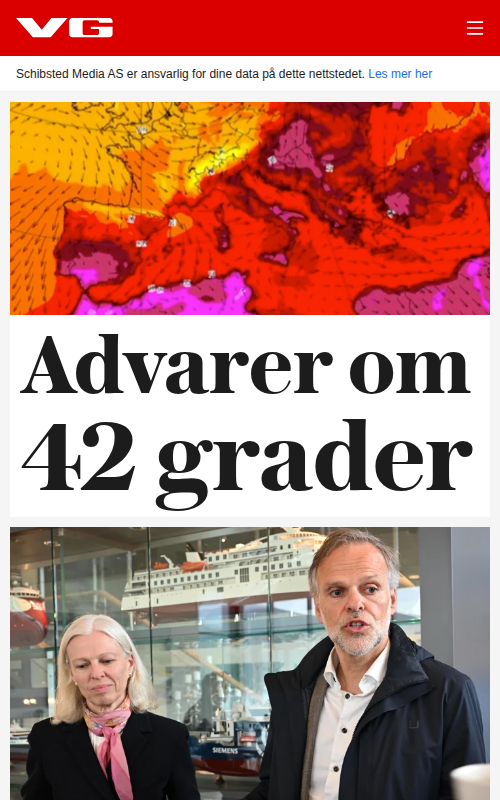 VG
Schibsted Media AS er ansvarlig for dine data på dette nettstedet. Les mer her
Advarer om
42 grader
SIEMENS